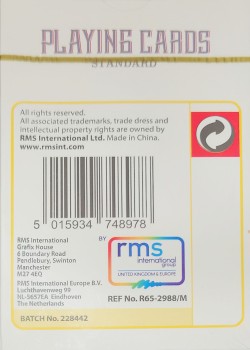 PLAYING CARDS
STANDARD
All rights reserved.
All associated trademarks, trade dress and
intellectual property rights are owned by
RMS International Ltd. Made in China.
www.rmsint.com
5 015934 748978
RMS International
Grafix House
6 Boundary Road
Pendlebury, Swinton
Manchester
M27 4EQ
RMS International Europe B.V.
Luchthavenweg 99
NL-5657EA Eindhoven
The Netherlands
BY
rms
international
group
UNITED KINGDOM & EUROPE
REF No. R65-2988/M
BATCH No. 228442